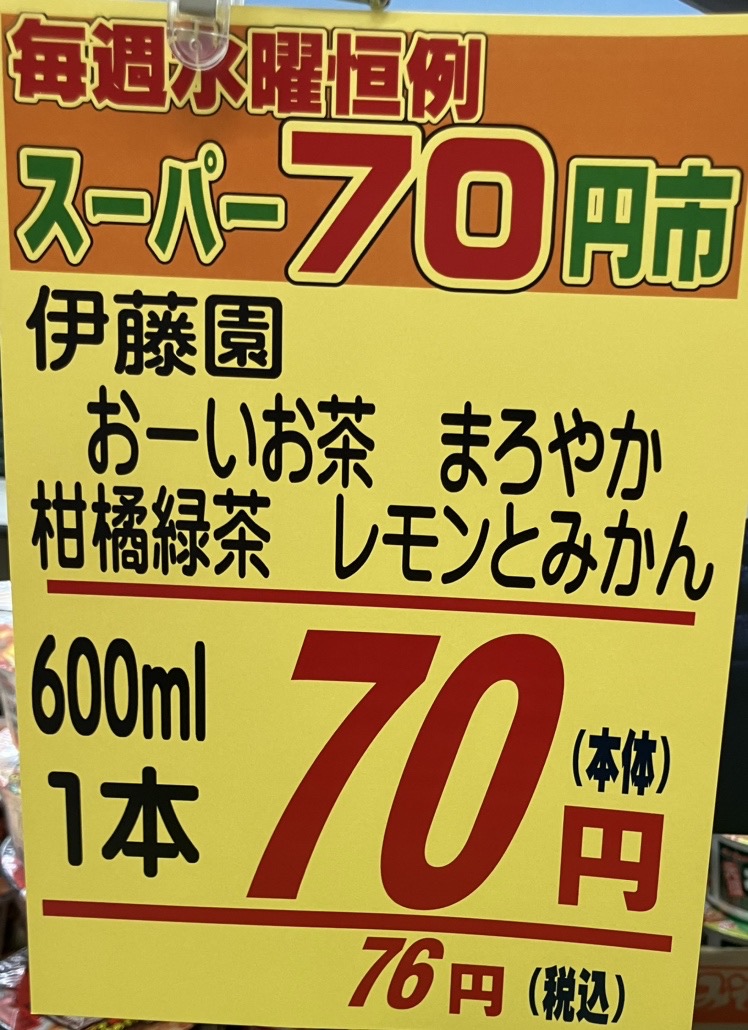 毎週水曜恒例
スーパー70円市
伊藤園
おーいお茶　まろやか
柑橘緑茶　レモンとみかん
600ml
1本
70円
(本体)
76円(税込)